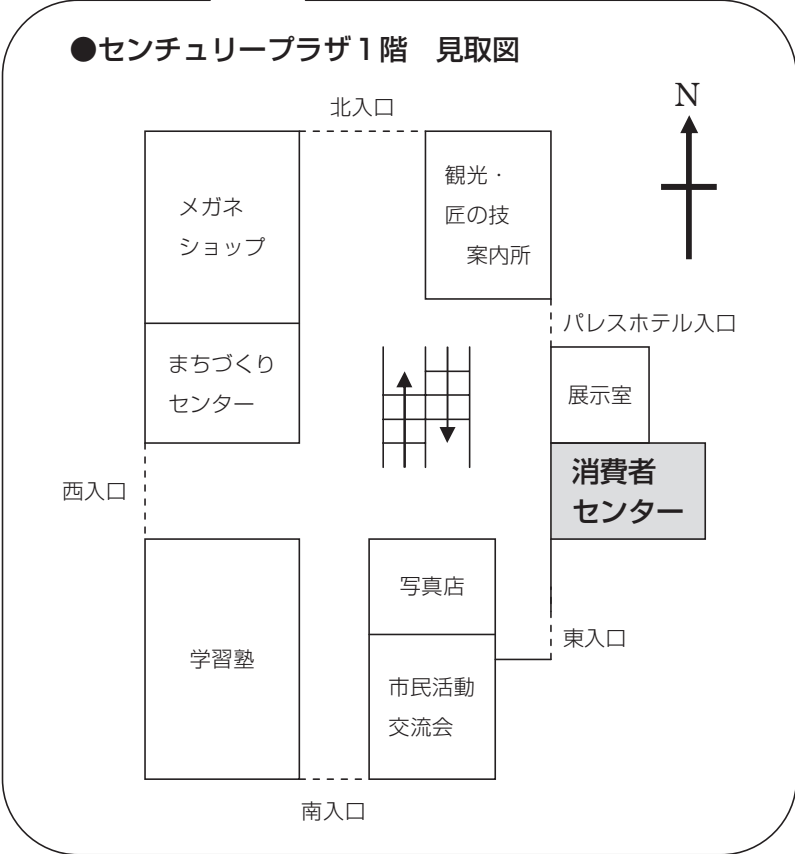 ●センチュリープラザ1階　見取図
北入口
N
メガネ
ショップ
観光・
匠の技
案内所
パレスホテル入口
まちづくり
センター
展示室
消費者
センター
西入口
写真店
東入口
学習塾
市民活動
交流会
南入口